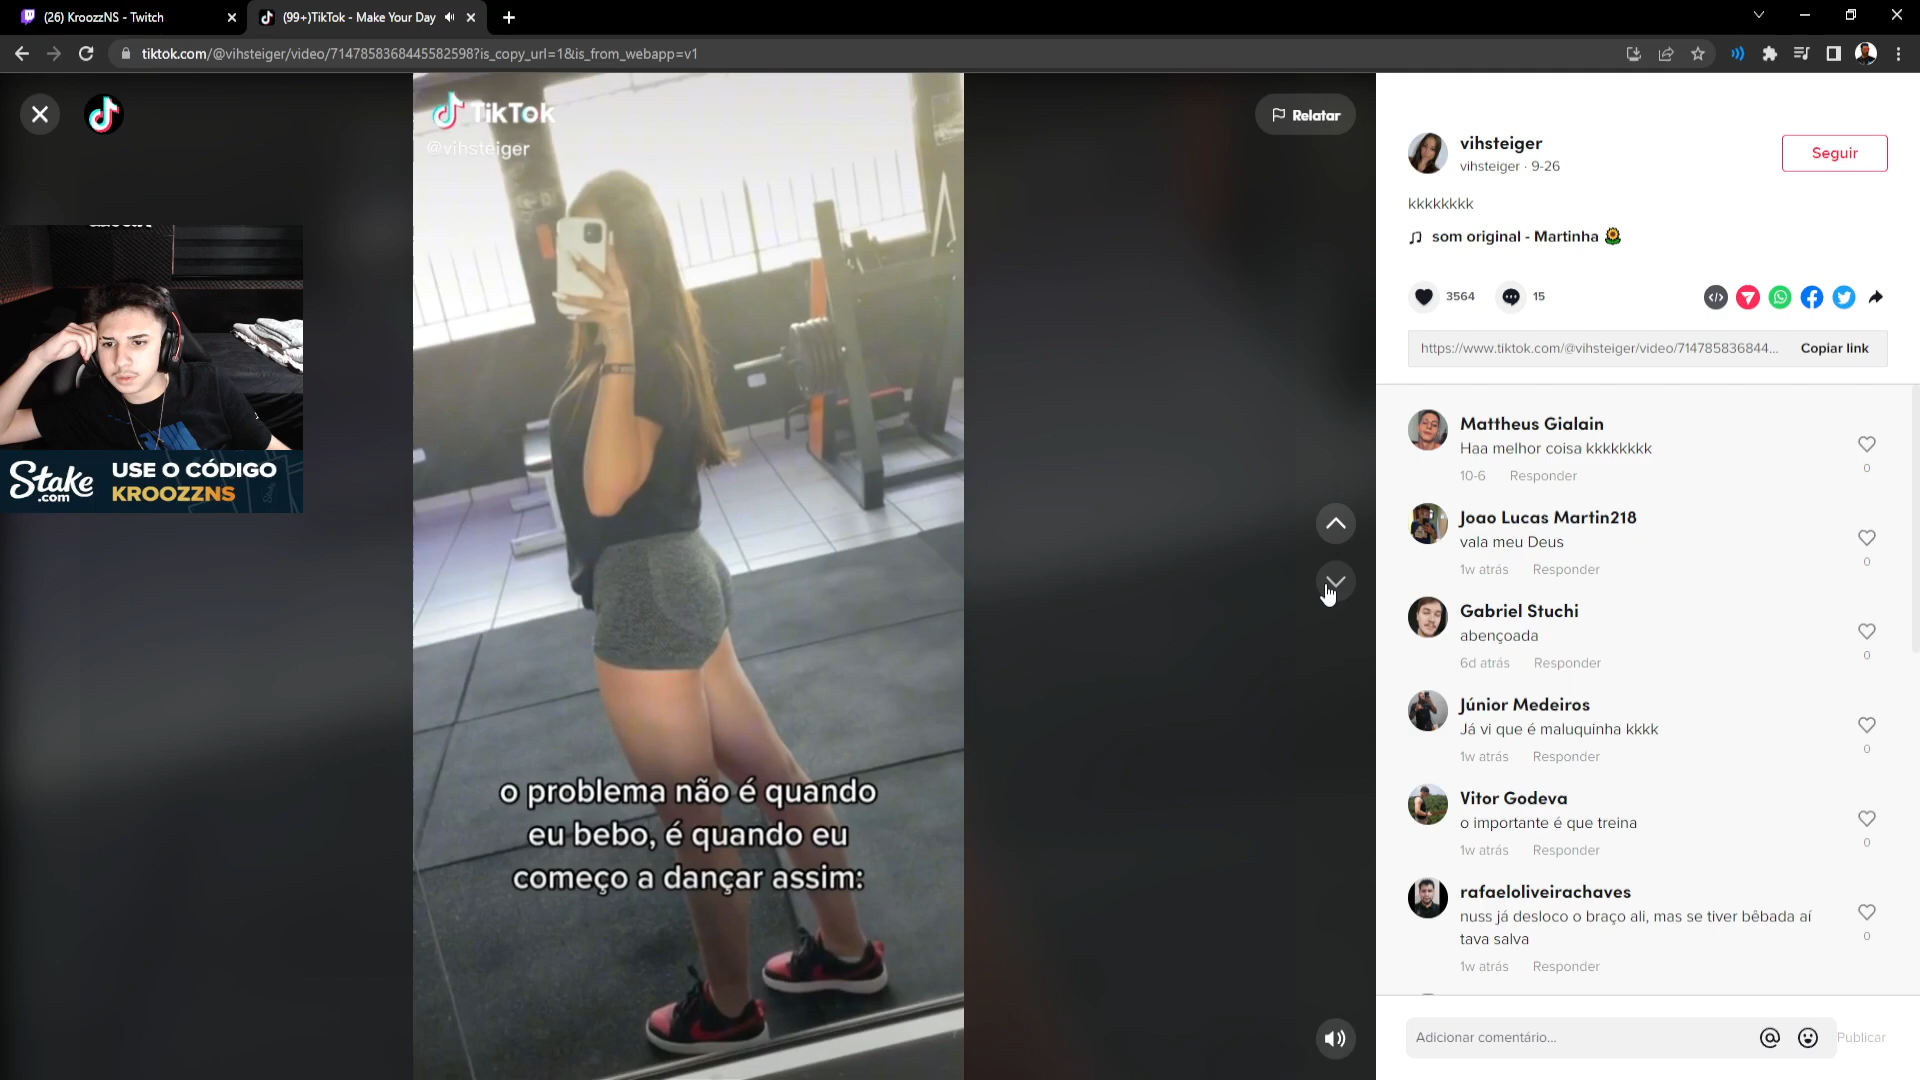 (26) KroozzNS - Twitch
(99+)TikTok - Make Your Day
tiktok.com/@vihsteiger/video/7147858368445582598?is_copy_url=1&is_from_webapp=v1
TikTok
@vihsteiger
Relatar
Stake
.com
USE O CÓDIGO
KROOZZNS
o problema não é quando
eu bebo, é quando eu
começo a dançar assim:
vihsteiger
vihsteiger · 9-26
Seguir
kkkkkkkk
som original - Martinha 🌻
3564
15
https://www.tiktok.com/@vihsteiger/video/714785836844...
Copiar link
Mattheus Gialain
Haa melhor coisa kkkkkkkk
10-6 Responder
0
Joao Lucas Martin218
vala meu Deus
1w atrás Responder
0
Gabriel Stuchi
abençoada
6d atrás Responder
0
Júnior Medeiros
Já vi que é maluquinha kkkk
1w atrás Responder
0
Vitor Godeva
o importante é que treina
1w atrás Responder
0
rafaeloliveirachaves
nuss já desloco o braço ali, mas se tiver bêbada aí
tava salva
1w atrás Responder
0
Adicionar comentário...
Publicar